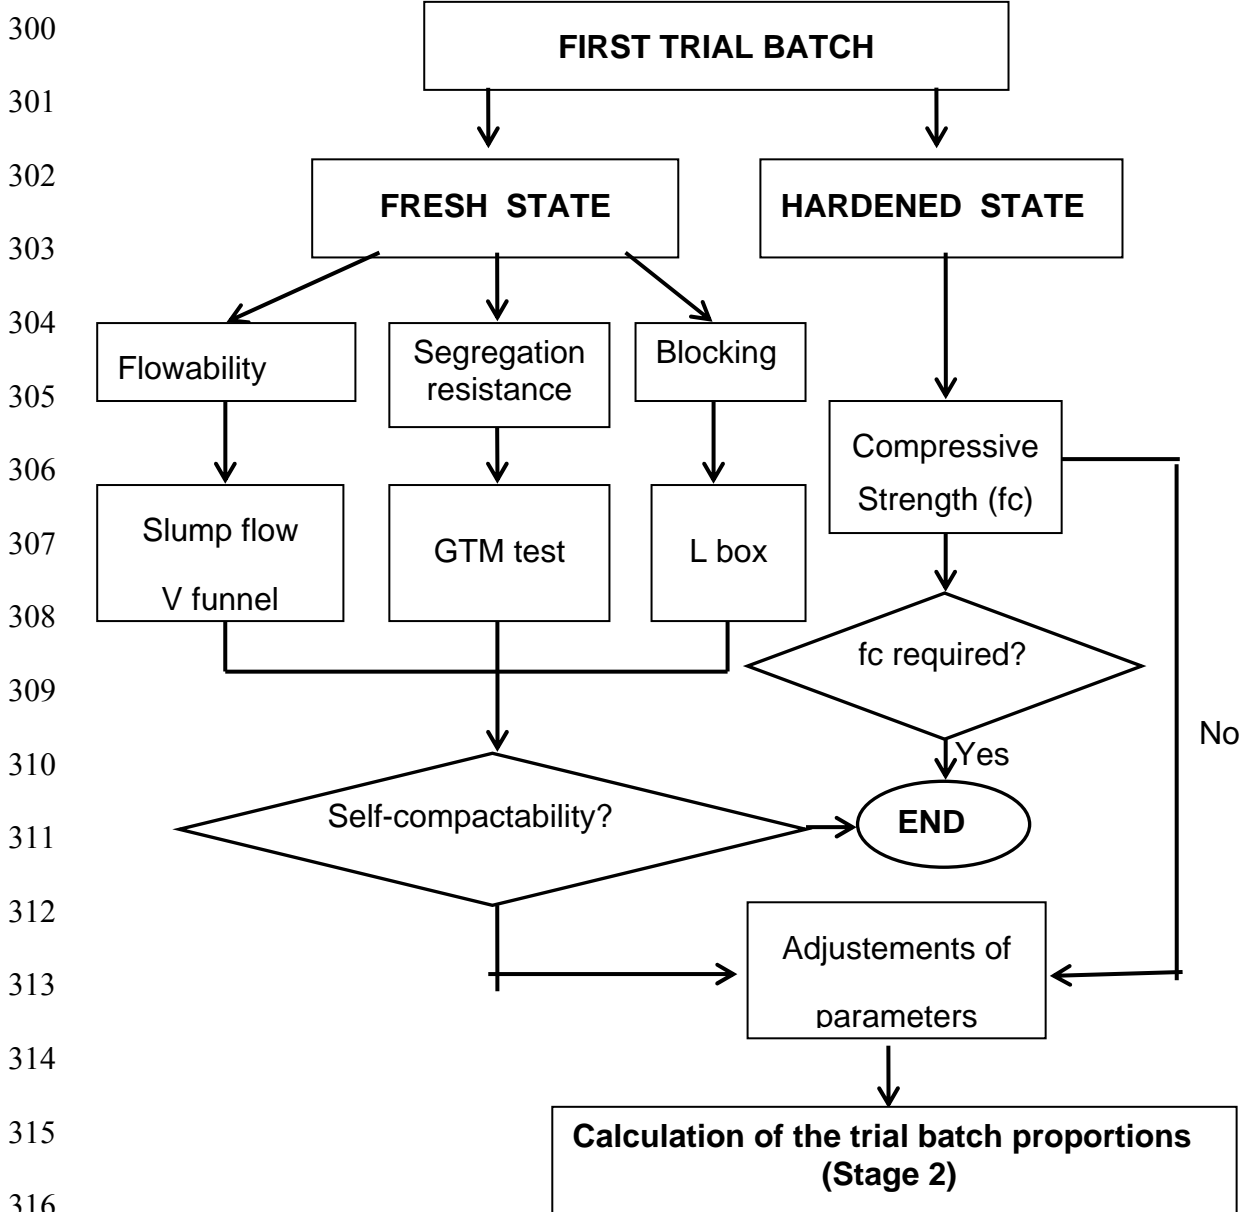 300
FIRST TRIAL BATCH
301
302
FRESH STATE
HARDENED STATE
303
304
Flowability
Segregation
resistance
Blocking
305
Compressive
Strength (fc)
306
Slump flow
V funnel
GTM test
L box
307
308
fc required?
309
No
310
Yes
Self-compactability?
END
311
312
Adjustements of
parameters
313
314
315
Calculation of the trial batch proportions
(Stage 2)
316